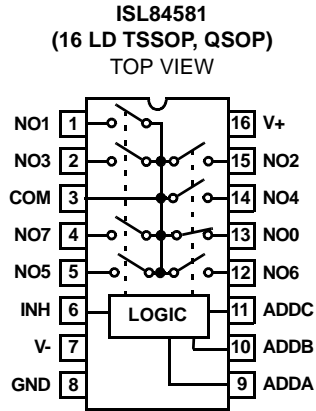 ISL84581
(16 LD TSSOP, QSOP)
TOP VIEW
NO1 1 16 V+
NO3 2 15 NO2
COM 3 14 NO4
NO7 4 13 NO0
NO5 5 12 NO6
INH 6 LOGIC 11 ADDC
V- 7 10 ADDB
GND 8 9 ADDA